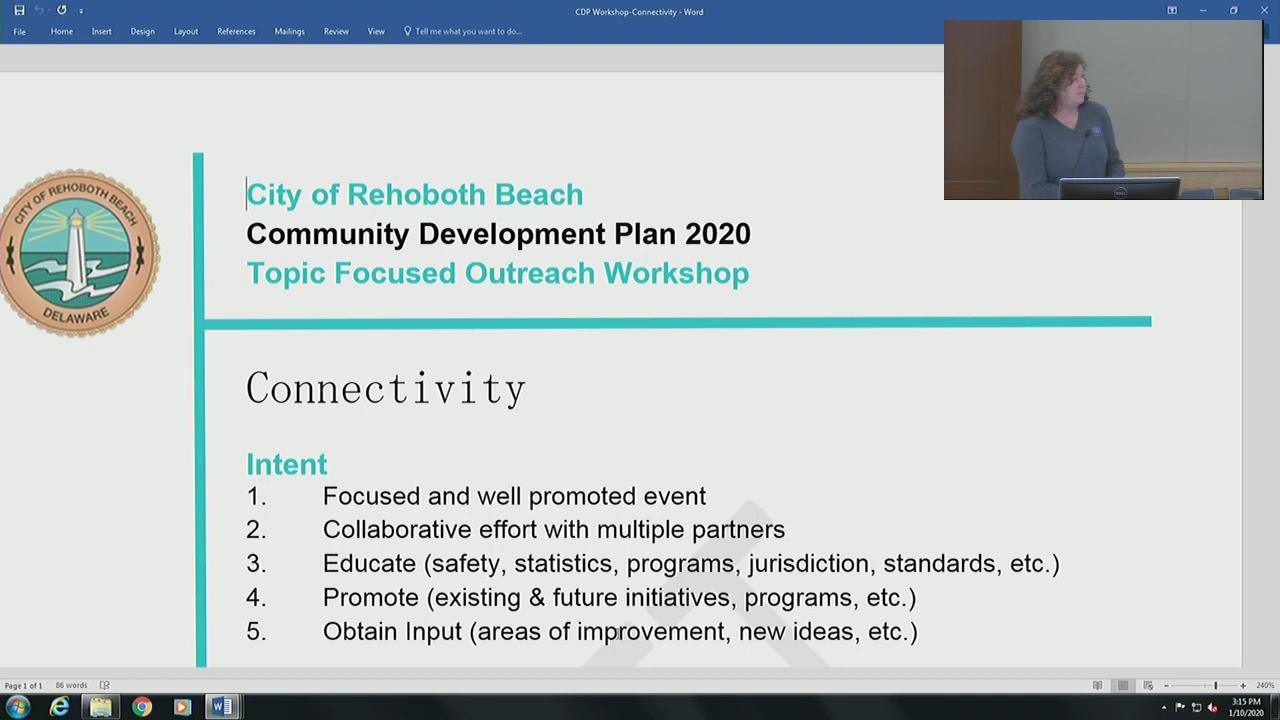 CDP Workshop-Connectivity - Word
File Home Insert Design Layout References Mailings Review View Tell me what you want to do...
CITY OF REHOBOTH BEACH
DELAWARE
City of Rehoboth Beach
Community Development Plan 2020
Topic Focused Outreach Workshop
Connectivity
Intent
1. Focused and well promoted event
2. Collaborative effort with multiple partners
3. Educate (safety, statistics, programs, jurisdiction, standards, etc.)
4. Promote (existing & future initiatives, programs, etc.)
5. Obtain Input (areas of improvement, new ideas, etc.)
Page 1 of 1 86 words 240%
3:15 PM
1/10/2020
DELL